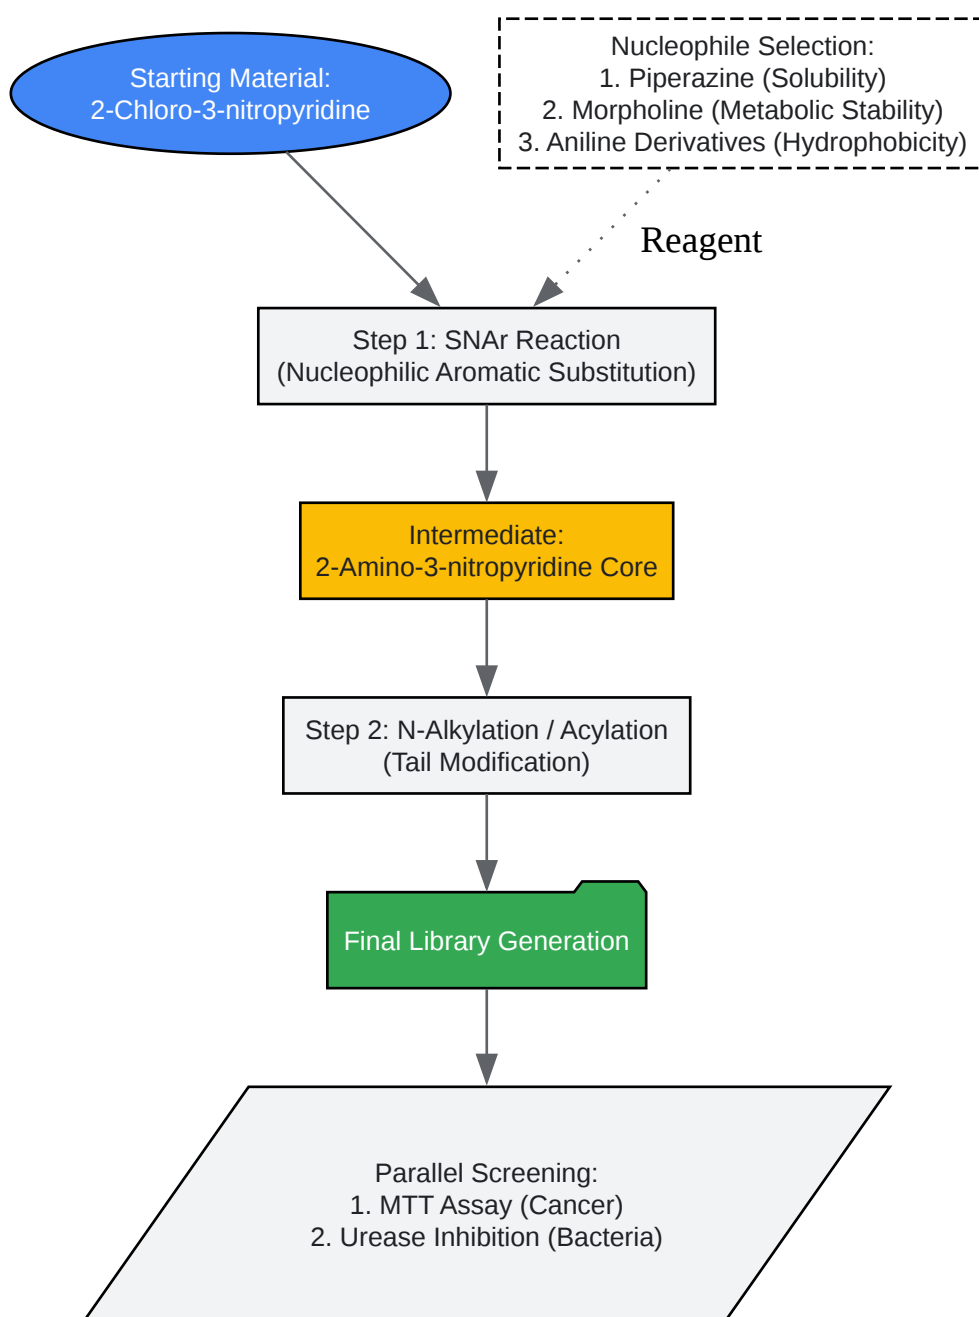 Starting Material:
2-Chloro-3-nitropyridine
Nucleophile Selection:
1. Piperazine (Solubility)
2. Morpholine (Metabolic Stability)
3. Aniline Derivatives (Hydrophobicity)
Reagent
Step 1: SNAr Reaction
(Nucleophilic Aromatic Substitution)
Intermediate:
2-Amino-3-nitropyridine Core
Step 2: N-Alkylation / Acylation
(Tail Modification)
Final Library Generation
Parallel Screening:
1. MTT Assay (Cancer)
2. Urease Inhibition (Bacteria)